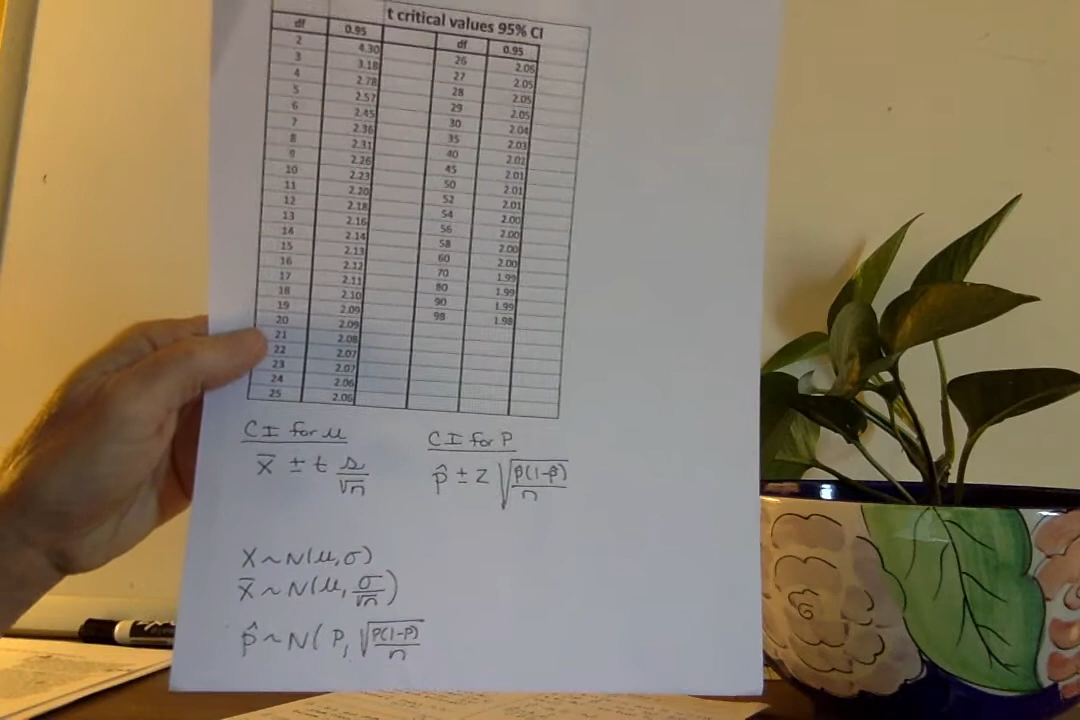 t critical values 95% CI
df 0.95 df 0.95
2 4.30 26 2.06
3 3.18 27 2.05
4 2.78 28 2.05
5 2.57 29 2.05
6 2.45 30 2.04
7 2.36 35 2.03
8 2.31 40 2.02
9 2.26 45 2.01
10 2.23 50 2.01
11 2.20 52 2.01
12 2.18 54 2.00
13 2.16 56 2.00
14 2.14 58 2.00
15 2.13 60 2.00
16 2.12 70 1.99
17 2.11 80 1.99
18 2.10 90 1.99
19 2.09 98 1.98
20 2.09
21 2.08
22 2.07
23 2.07
24 2.06
25 2.06
CI for μ CI for P
x̄ ± t s/√n p̂ ± z √(p̂(1-p̂)/n)
X ~ N(μ, σ)
x̄ ~ N(μ, σ/√n)
p̂ ~ N( P, √(P(1-P)/n)